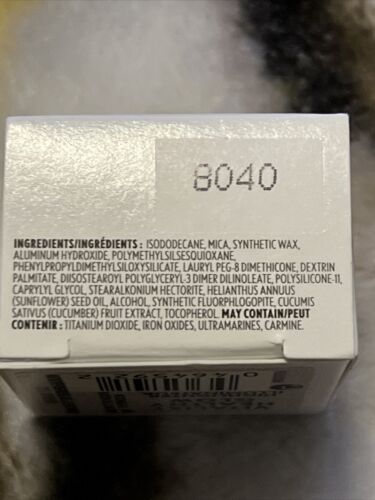 8040
INGREDIENTS/INGRÉDIENTS : ISODODECANE, MICA, SYNTHETIC WAX,
ALUMINUM HYDROXIDE, POLYMETHYLSILSESQUIOXANE,
PHENYLPROPYLDIMETHYLSILOXYSILICATE, LAURYL PEG-8 DIMETHICONE, DEXTRIN
PALMITATE, DIISOSTEAROYL POLYGLYCERYL-3 DIMER DILINOLEATE, POLYSILICONE-11,
CAPRYLYL GLYCOL, STEARALKONIUM HECTORITE, HELIANTHUS ANNUUS
(SUNFLOWER) SEED OIL, ALCOHOL, SYNTHETIC FLUORPHLOGOPITE, CUCUMIS
SATIVUS (CUCUMBER) FRUIT EXTRACT, TOCOPHEROL MAY CONTAIN/PEUT
CONTENIR : TITANIUM DIOXIDE, IRON OXIDES, ULTRAMARINES, CARMINE.